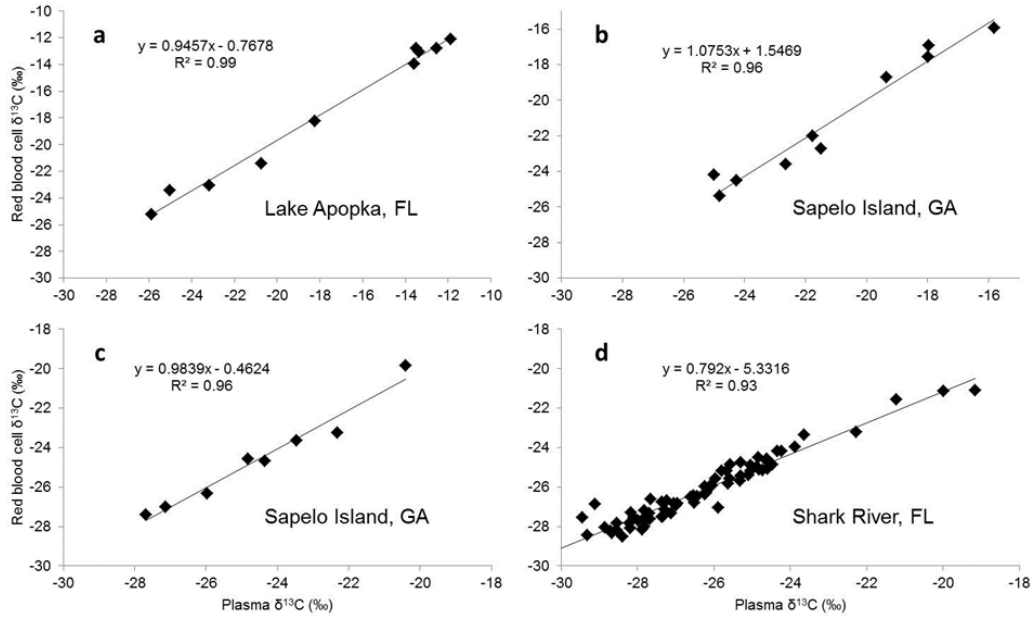 a
y = 0.9457x - 0.7678
R² = 0.99
Red blood cell δ¹³C (‰)
-10
-12
-14
-16
-18
-20
-22
-24
-26
-28
-30
Lake Apopka, FL
-30 -28 -26 -24 -22 -20 -18 -16 -14 -12 -10
b
y = 1.0753x + 1.5469
R² = 0.96
-16
-18
-20
-22
-24
-26
-28
-30
Sapelo Island, GA
-30 -28 -26 -24 -22 -20 -18 -16
c
y = 0.9839x - 0.4624
R² = 0.96
Red blood cell δ¹³C (‰)
-18
-20
-22
-24
-26
-28
-30
Sapelo Island, GA
-30 -28 -26 -24 -22 -20 -18
Plasma δ¹³C (‰)
d
y = 0.792x - 5.3316
R² = 0.93
-18
-20
-22
-24
-26
-28
-30
Shark River, FL
-30 -28 -26 -24 -22 -20 -18
Plasma δ¹³C (‰)